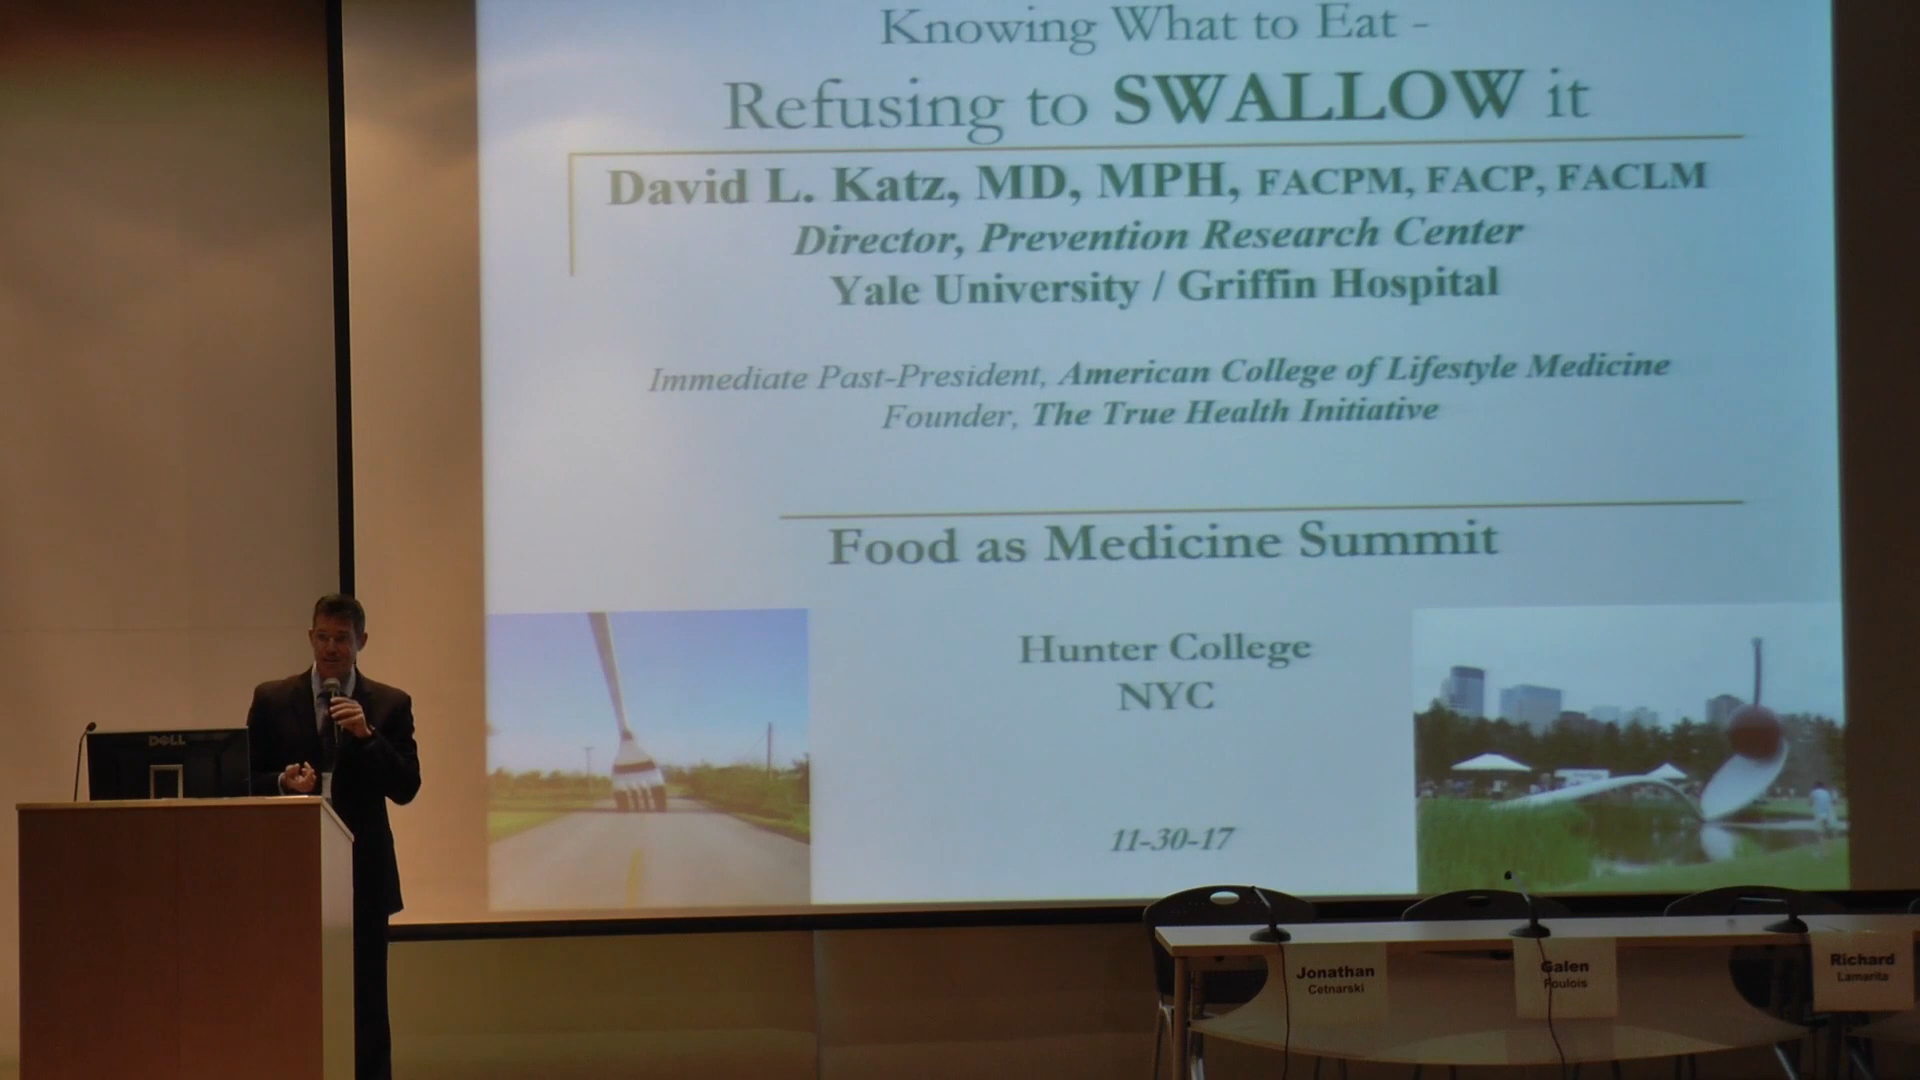 Knowing What to Eat -
Refusing to SWALLOW it
David L. Katz, MD, MPH, FACPM, FACP, FACLM
Director, Prevention Research Center
Yale University / Griffin Hospital
Immediate Past-President, American College of Lifestyle Medicine
Founder, The True Health Initiative
Food as Medicine Summit
Hunter College
NYC
11-30-17
DELL
Jonathan
Cetnarski
Galen
Foulois
Richard
Lamarita